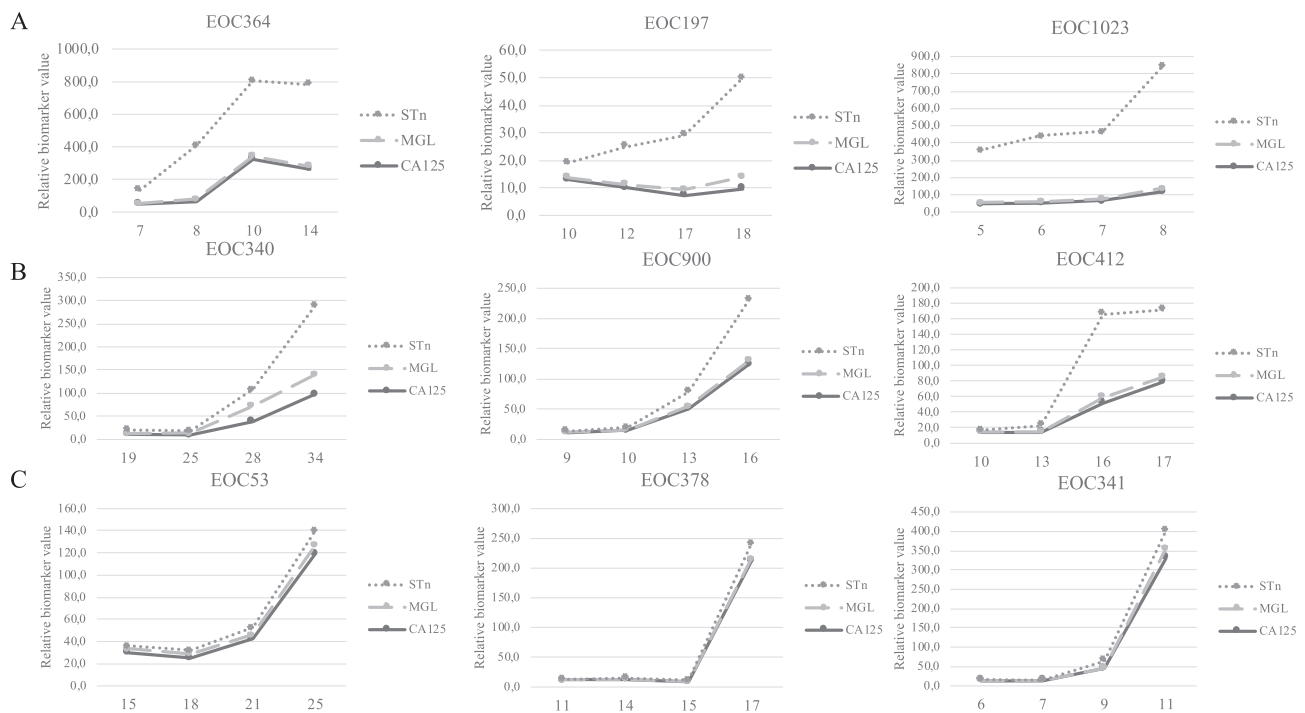 A
EOC364
Relative biomarker value
1000,0
800,0
600,0
400,0
200,0
0,0
7 8 10 14
STn
MGL
CA125
EOC197
Relative biomarker value
60,0
50,0
40,0
30,0
20,0
10,0
0,0
10 12 17 18
STn
MGL
CA125
EOC1023
Relative biomarker value
900,0
800,0
700,0
600,0
500,0
400,0
300,0
200,0
100,0
0,0
5 6 7 8
STn
MGL
CA125
B
EOC340
Relative biomarker value
350,0
300,0
250,0
200,0
150,0
100,0
50,0
0,0
19 25 28 34
STn
MGL
CA125
EOC900
Relative biomarker value
250,0
200,0
150,0
100,0
50,0
0,0
9 10 13 16
STn
MGL
CA125
EOC412
Relative biomarker value
200,0
180,0
160,0
140,0
120,0
100,0
80,0
60,0
40,0
20,0
0,0
10 13 16 17
STn
MGL
CA125
C
EOC53
Relative biomarker value
160,0
140,0
120,0
100,0
80,0
60,0
40,0
20,0
0,0
15 18 21 25
STn
MGL
CA125
EOC378
Relative biomarker value
300,0
250,0
200,0
150,0
100,0
50,0
0,0
11 14 15 17
STn
MGL
CA125
EOC341
Relative biomarker value
450,0
400,0
350,0
300,0
250,0
200,0
150,0
100,0
50,0
0,0
6 7 9 11
STn
MGL
CA125